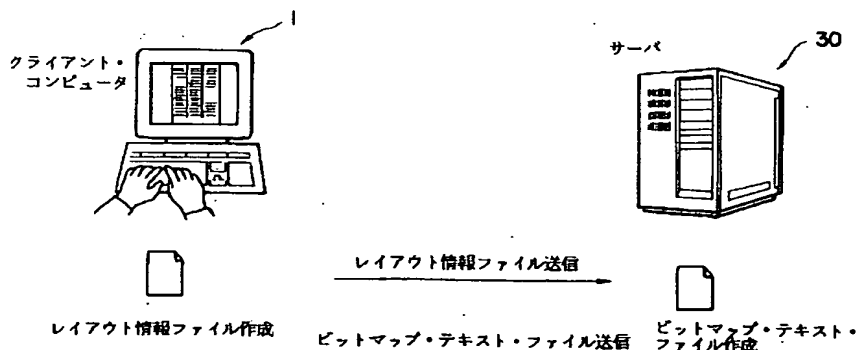 1
クライアント・
コンピュータ
サーバ
30
レイアウト情報ファイル送信
レイアウト情報ファイル作成
ビットマップ・テキスト・ファイル送信
ビットマップ・テキスト・
ファイル作成